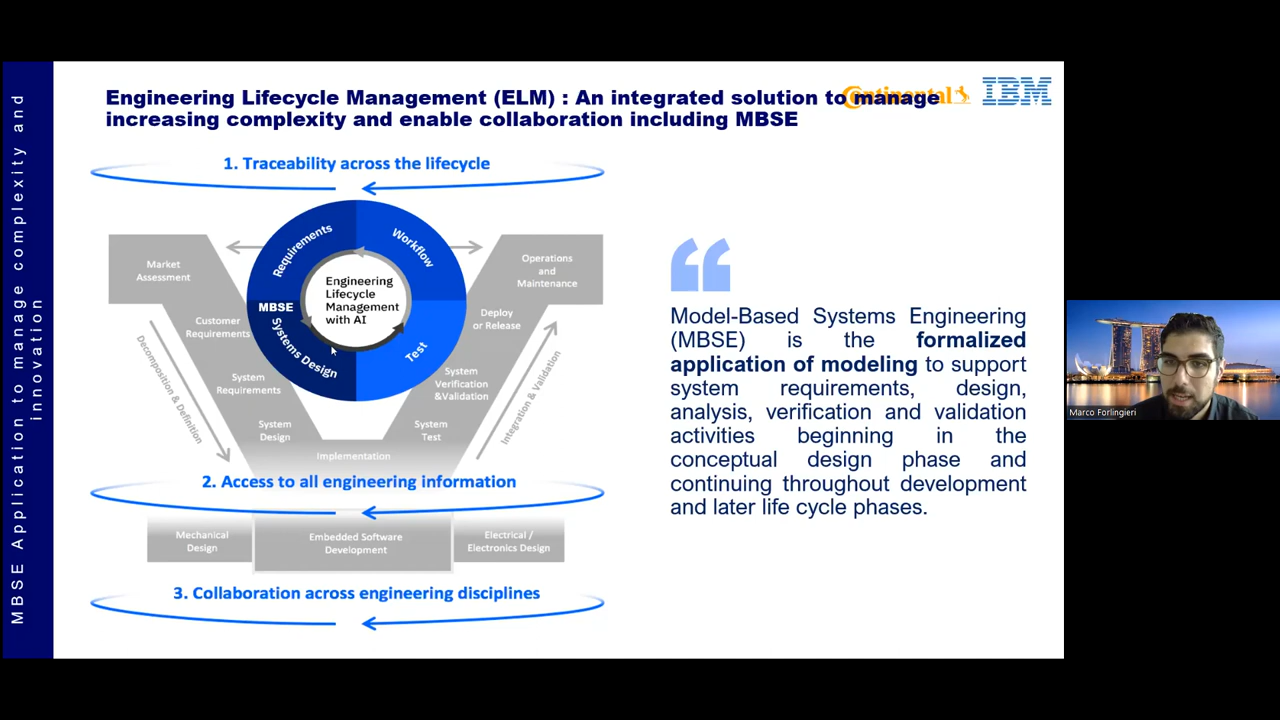 MBSE Application to manage complexity and
innovation
Engineering Lifecycle Management (ELM) : An integrated solution to manage
increasing complexity and enable collaboration including MBSE
Continental
IBM
1. Traceability across the lifecycle
Market
Assessment
Customer
Requirements
System
Requirements
System
Design
Decomposition & Definition
Requirements
Workflow
MBSE
Systems Design
Test
Engineering
Lifecycle
Management
with AI
Operations
and
Maintenance
Deploy
or Release
System
Verification
&Validation
System
Test
Integration & Validation
Implementation
2. Access to all engineering information
Mechanical
Design
Embedded Software
Development
Electrical /
Electronics Design
3. Collaboration across engineering disciplines
Model-Based Systems Engineering
(MBSE) is the formalized
application of modeling to support
system requirements, design,
analysis, verification and validation
activities beginning in the
conceptual design phase and
continuing throughout development
and later life cycle phases.
Marco Forlingieri